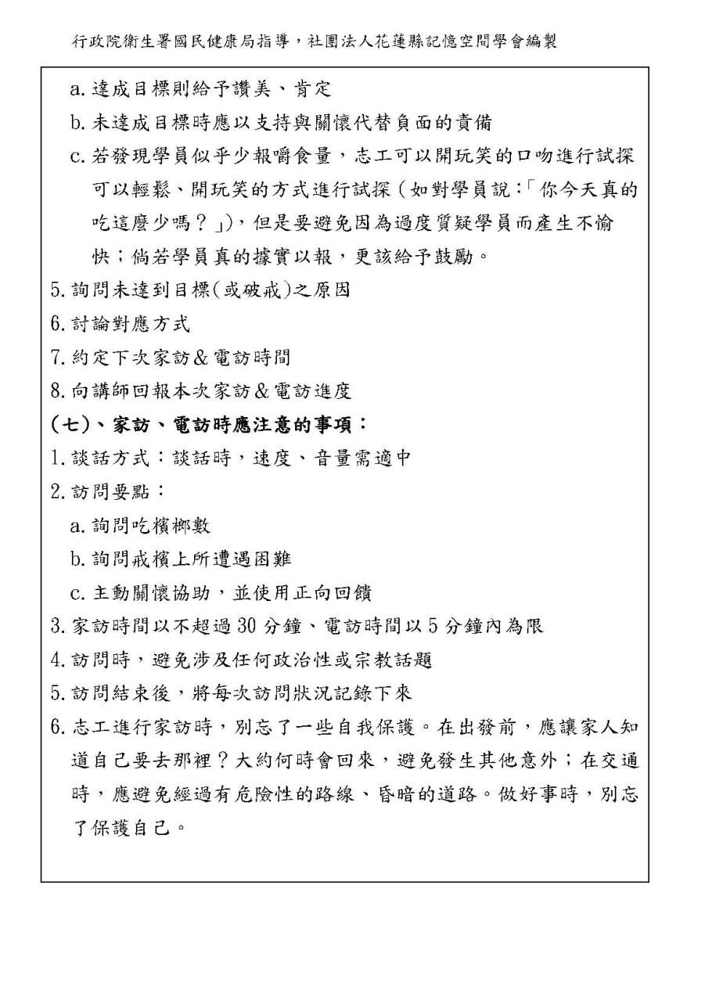 行政院衛生署國民健康局指導，社團法人花蓮縣記憶空間學會編製
a. 達成目標則給予讚美、肯定
b. 未達成目標時應以支持與關懷代替負面的責備
c. 若發現學員似乎少報嚼食量，志工可以開玩笑的口吻進行試探
可以輕鬆、開玩笑的方式進行試探（如對學員說：「你今天真的
吃這麼少嗎？」)，但是要避免因為過度質疑學員而產生不愉
快；倘若學員真的據實以報，更該給予鼓勵。
5. 詢問未達到目標(或破戒)之原因
6. 討論對應方式
7. 約定下次家訪＆電訪時間
8. 向講師回報本次家訪＆電訪進度
(七)、家訪、電訪時應注意的事項：
1. 談話方式：談話時，速度、音量需適中
2. 訪問要點：
a. 詢問吃檳榔數
b. 詢問戒檳上所遭遇困難
c. 主動關懷協助，並使用正向回饋
3. 家訪時間以不超過 30 分鐘、電訪時間以 5 分鐘內為限
4. 訪問時，避免涉及任何政治性或宗教話題
5. 訪問結束後，將每次訪問狀況記錄下來
6. 志工進行家訪時，別忘了一些自我保護。在出發前，應讓家人知
道自己要去那裡？大約何時會回來，避免發生其他意外；在交通
時，應避免經過有危險性的路線、昏暗的道路。做好事時，別忘
了保護自己。